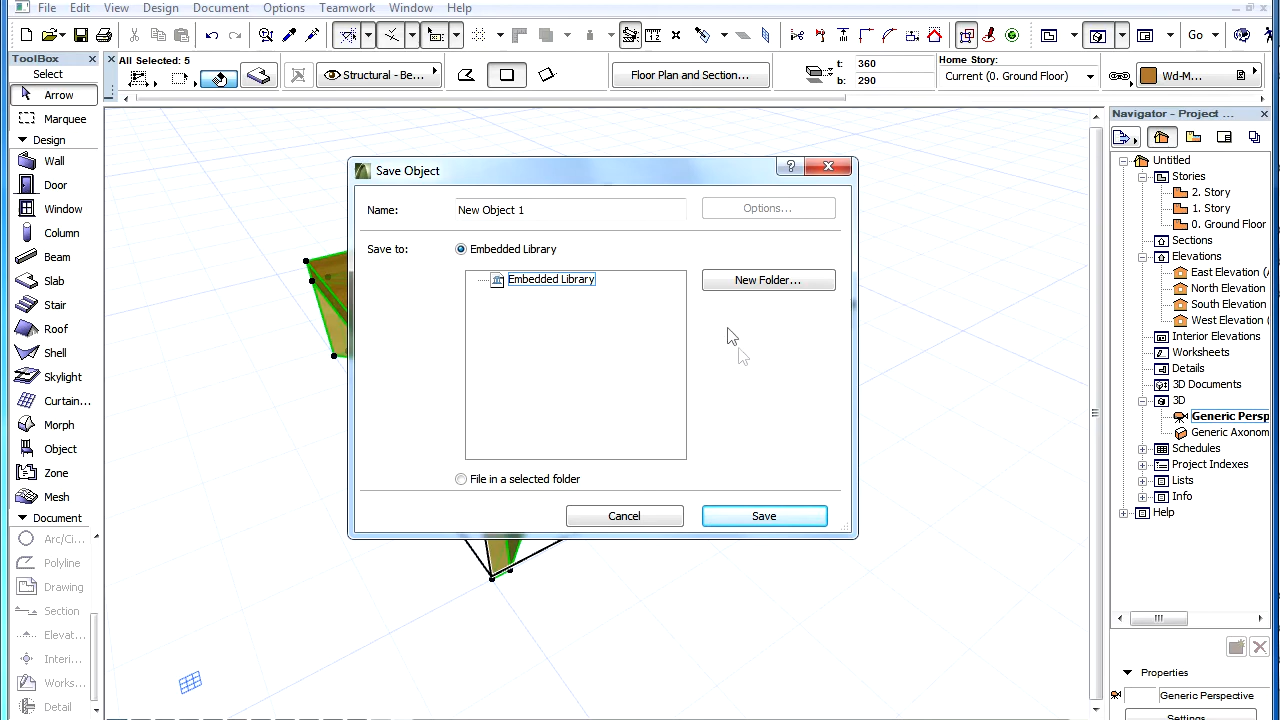 File Edit View Design Document Options Teamwork Window Help
Go
ToolBox
All Selected: 5
Select
Structural - Be...
Floor Plan and Section...
t: 360
b: 290
Home Story:
Current (0. Ground Floor)
Wd-M...
Arrow
Marquee
Design
Wall
Door
Window
Column
Beam
Slab
Stair
Roof
Shell
Skylight
Curtain...
Morph
Object
Zone
Mesh
Document
Arc/Ci...
Polyline
Drawing
Section
Elevat...
Interi...
Works...
Detail
Save Object
Name:
New Object 1
Options...
Save to:
Embedded Library
Embedded Library
New Folder...
File in a selected folder
Cancel
Save
Navigator - Project ...
Untitled
Stories
2. Story
1. Story
0. Ground Floor
Sections
Elevations
East Elevation (
North Elevation
South Elevation
West Elevation (
Interior Elevations
Worksheets
Details
3D Documents
3D
Generic Persp
Generic Axonom
Schedules
Project Indexes
Lists
Info
Help
Properties
Generic Perspective
Settings